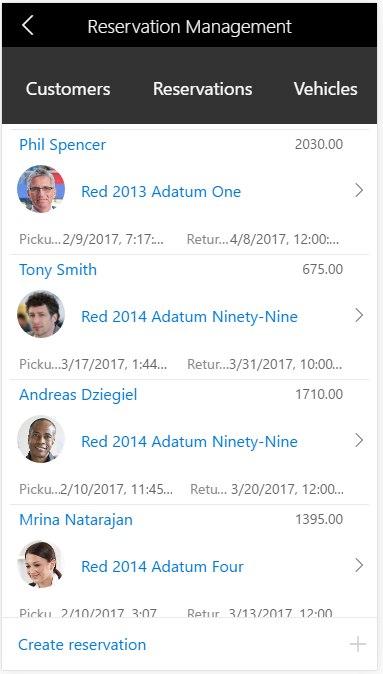 Reservation Management
Customers Reservations Vehicles
Phil Spencer 2030.00
Red 2013 Adatum One
Picku...2/9/2017, 7:17:... Retur...4/8/2017, 12:00:...
Tony Smith 675.00
Red 2014 Adatum Ninety-Nine
Picku...3/17/2017, 1:44... Retur...3/31/2017, 10:00...
Andreas Dziegiel 1710.00
Red 2014 Adatum Ninety-Nine
Picku...2/10/2017, 11:45... Retu... 3/20/2017, 12:00...
Mrina Natarajan 1395.00
Red 2014 Adatum Four
Picku...2/10/2017, 3:07... Retur...3/13/2017, 12:00...
Create reservation